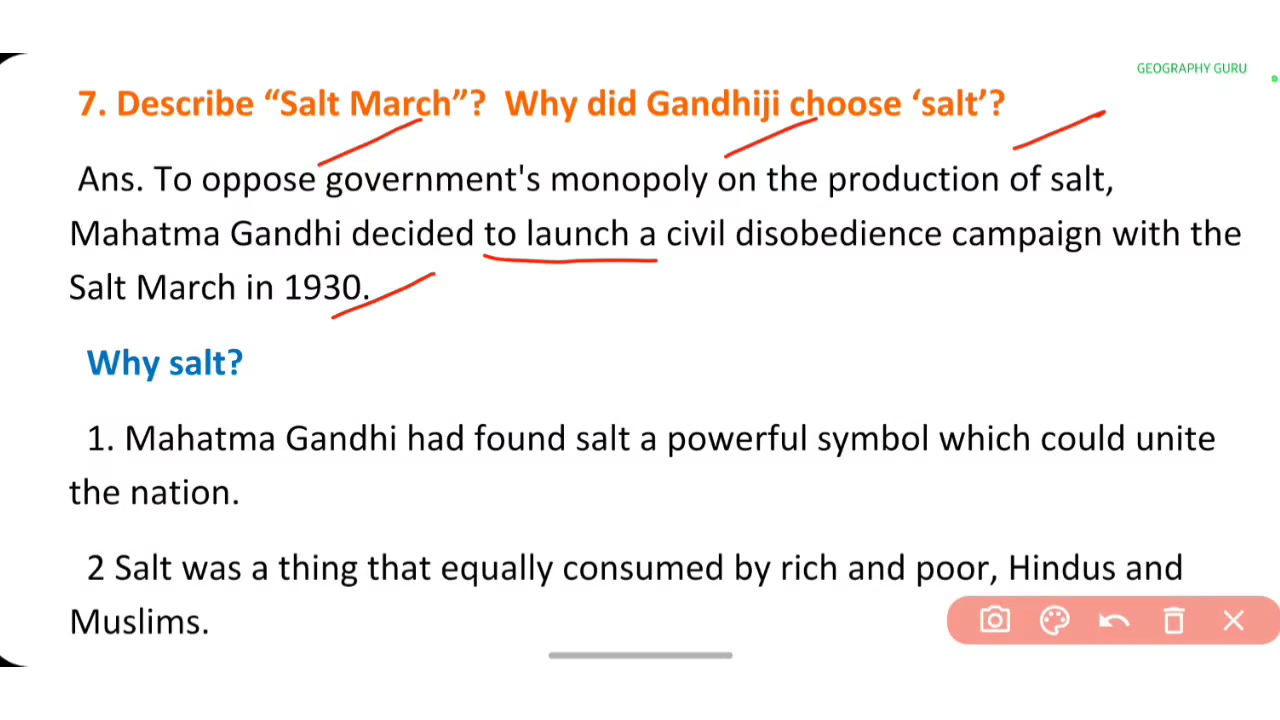 GEOGRAPHY GURU
7. Describe “Salt March”? Why did Gandhiji choose ‘salt’?
Ans. To oppose government's monopoly on the production of salt,
Mahatma Gandhi decided to launch a civil disobedience campaign with the
Salt March in 1930.
Why salt?
1. Mahatma Gandhi had found salt a powerful symbol which could unite
the nation.
2 Salt was a thing that equally consumed by rich and poor, Hindus and
Muslims.